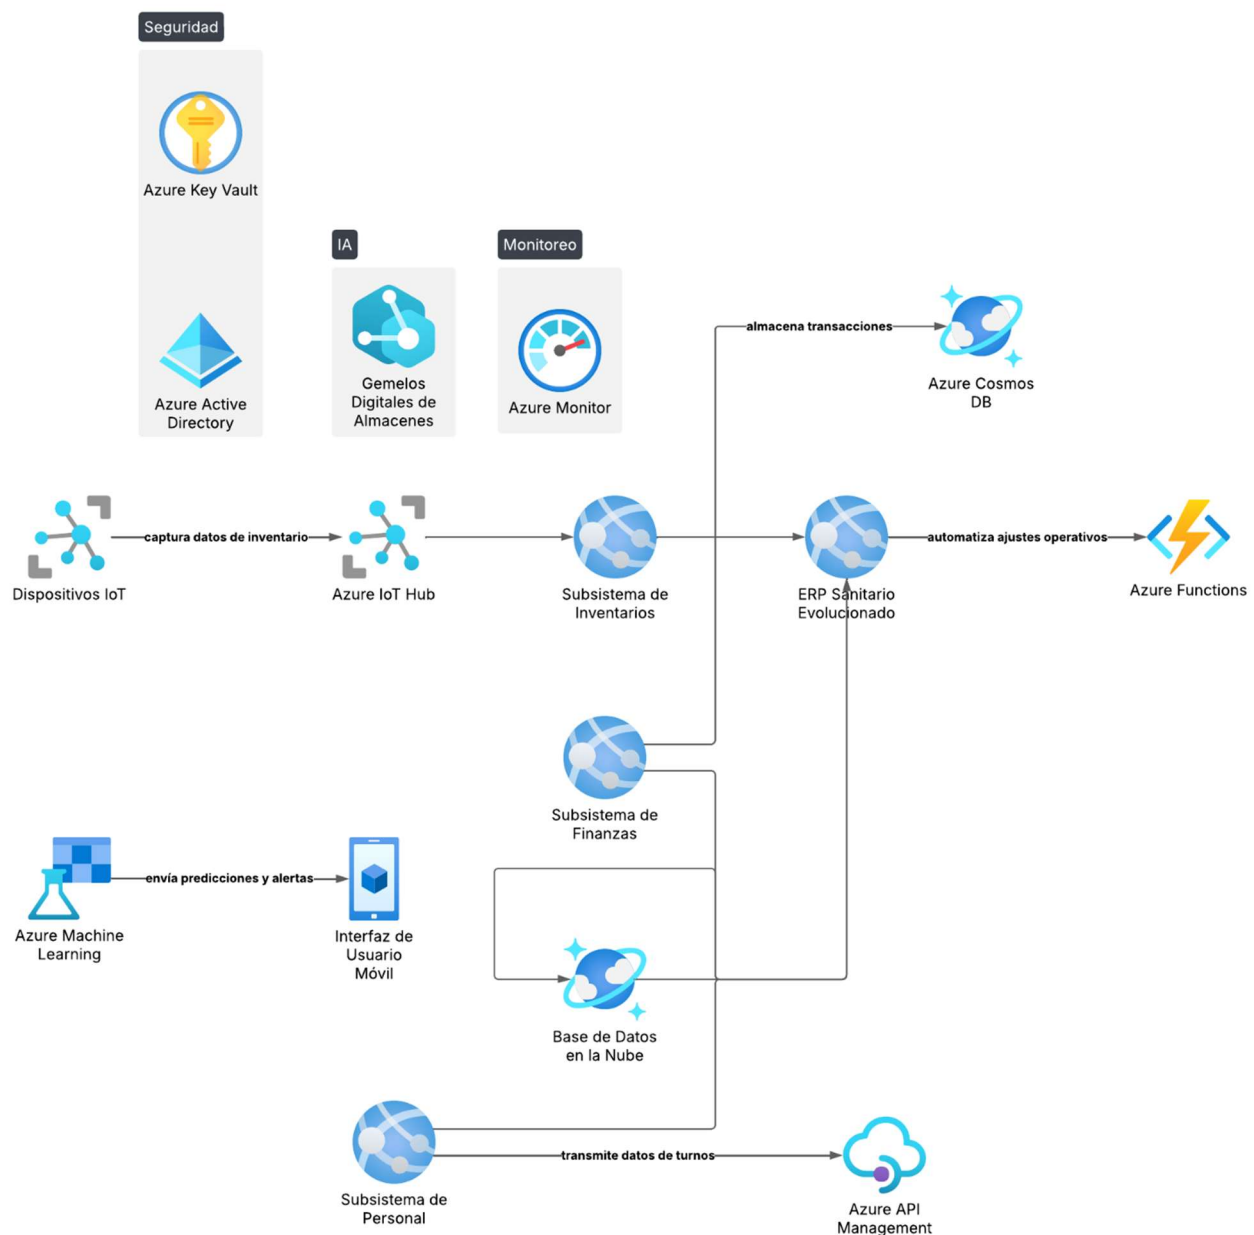 Seguridad
Azure Key Vault
IA
Monitoreo
Azure Active
Directory
Gemelos
Digitales de
Almacenes
Azure Monitor
almacena transacciones
Azure Cosmos
DB
captura datos de inventario
automatiza ajustes operativos
Dispositivos IoT
Azure IoT Hub
Subsistema de
Inventarios
ERP Sanitario
Evolucionado
Azure Functions
Subsistema de
Finanzas
envía predicciones y alertas
Azure Machine
Learning
Interfaz de
Usuario
Móvil
Base de Datos
en la Nube
transmite datos de turnos
Subsistema de
Personal
Azure API
Management